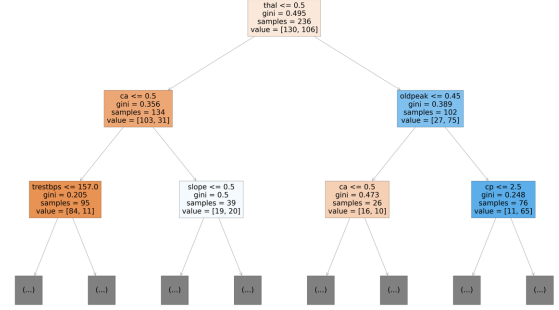 thal <= 0.5
gini = 0.495
samples = 236
value = [130, 106]
ca <= 0.5
gini = 0.356
samples = 134
value = [103, 31]
oldpeak <= 0.45
gini = 0.389
samples = 102
value = [27, 75]
trestbps <= 157.0
gini = 0.205
samples = 95
value = [84, 11]
slope <= 0.5
gini = 0.5
samples = 39
value = [19, 20]
ca <= 0.5
gini = 0.473
samples = 26
value = [16, 10]
cp <= 2.5
gini = 0.248
samples = 76
value = [11, 65]
(...)
(...)
(...)
(...)
(...)
(...)
(...)
(...)